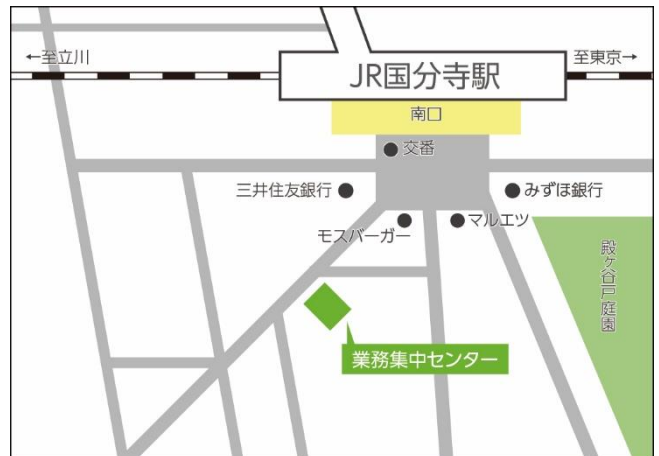 ←至立川
至東京→
JR国分寺駅
南口
交番
三井住友銀行
みずほ銀行
モスバーガー
マルエツ
殿ヶ谷戸庭園
業務集中センター